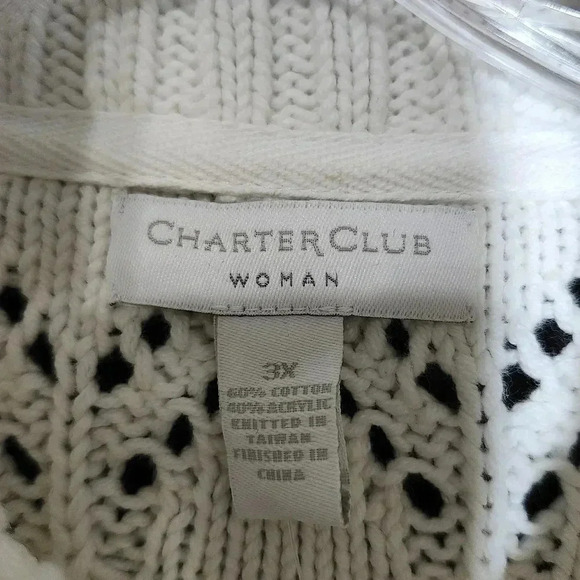 CHARTER CLUB
WOMAN
3X
60% COTTON
40% ACRYLIC
KNITTED IN
TAIWAN
FINISHED IN
CHINA